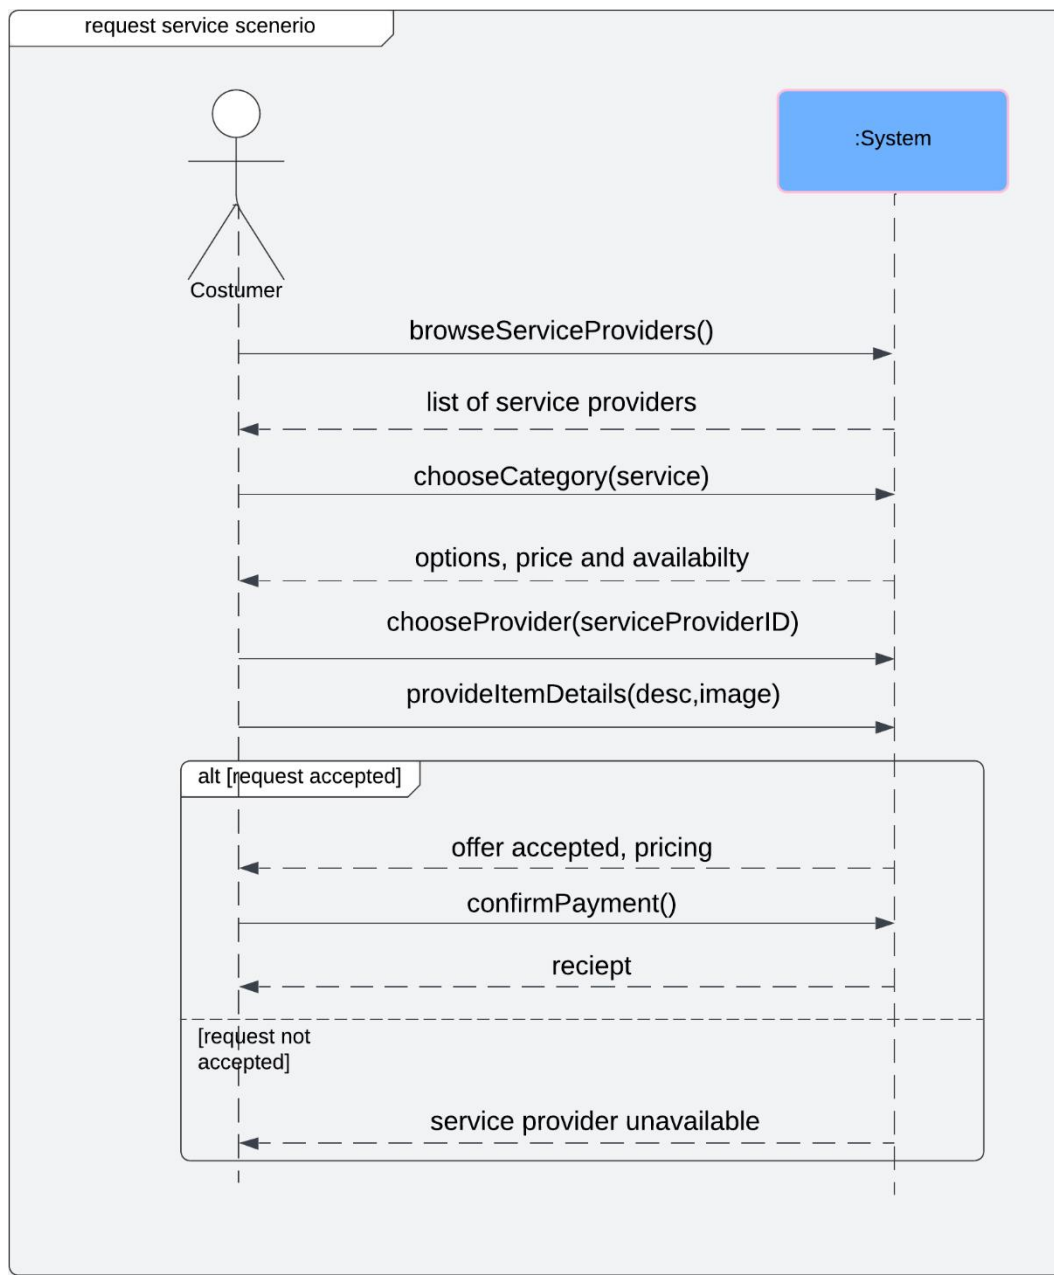 request service scenerio
:System
Costumer
browseServiceProviders()
list of service providers
chooseCategory(service)
options, price and availabilty
chooseProvider(serviceProviderID)
provideItemDetails(desc,image)
alt [request accepted]
offer accepted, pricing
confirmPayment()
reciept
[request not
accepted]
service provider unavailable